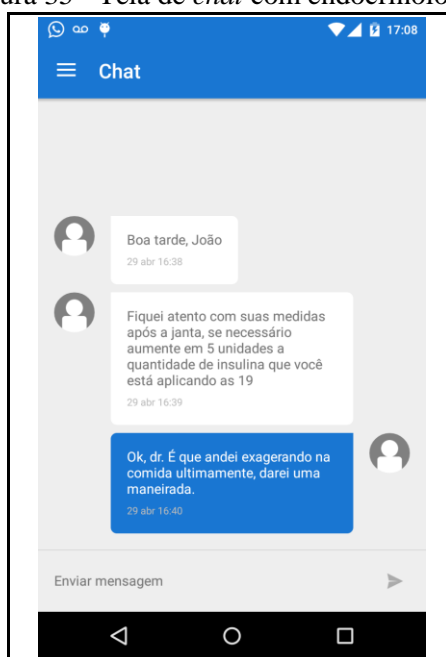 Tela de chat com endocrinolo
17:08
Chat
Boa tarde, João
29 abr 16:38
Fiquei atento com suas medidas
após a janta, se necessário
aumente em 5 unidades a
quantidade de insulina que você
está aplicando as 19
29 abr 16:39
Ok, dr. É que andei exagerando na
comida ultimamente, darei uma
maneirada.
29 abr 16:40
Enviar mensagem